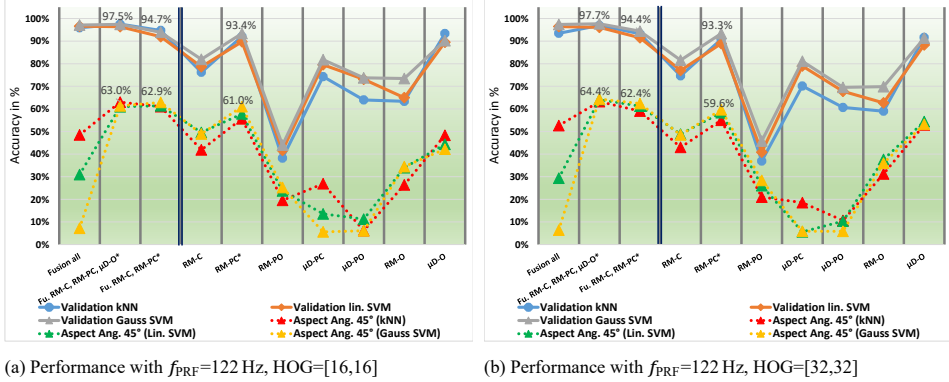 100%
90%
80%
70%
60%
50%
40%
30%
20%
10%
0%
Accuracy in %
97.5%
94.7%
93.4%
63.0%
62.9%
61.0%
Fusion all
Fu. RM-C, RM-PC, µD-O*
Fu. RM-C, RM-PC*
RM-C
RM-PC*
RM-PO
µD-PC
µD-PO
RM-O
µD-O
Validation kNN
Validation lin. SVM
Validation Gauss SVM
Aspect Ang. 45° (kNN)
Aspect Ang. 45° (Lin. SVM)
Aspect Ang. 45° (Gauss SVM)
(a) Performance with fPRF=122 Hz, HOG=[16,16]
100%
90%
80%
70%
60%
50%
40%
30%
20%
10%
0%
Accuracy in %
97.7%
94.4%
93.3%
64.4%
62.4%
59.6%
Fusion all
Fu. RM-C, RM-PC, µD-O*
Fu. RM-C, RM-PC*
RM-C
RM-PC*
RM-PO
µD-PC
µD-PO
RM-O
µD-O
Validation kNN
Validation lin. SVM
Validation Gauss SVM
Aspect Ang. 45° (kNN)
Aspect Ang. 45° (Lin. SVM)
Aspect Ang. 45° (Gauss SVM)
(b) Performance with fPRF=122 Hz, HOG=[32,32]